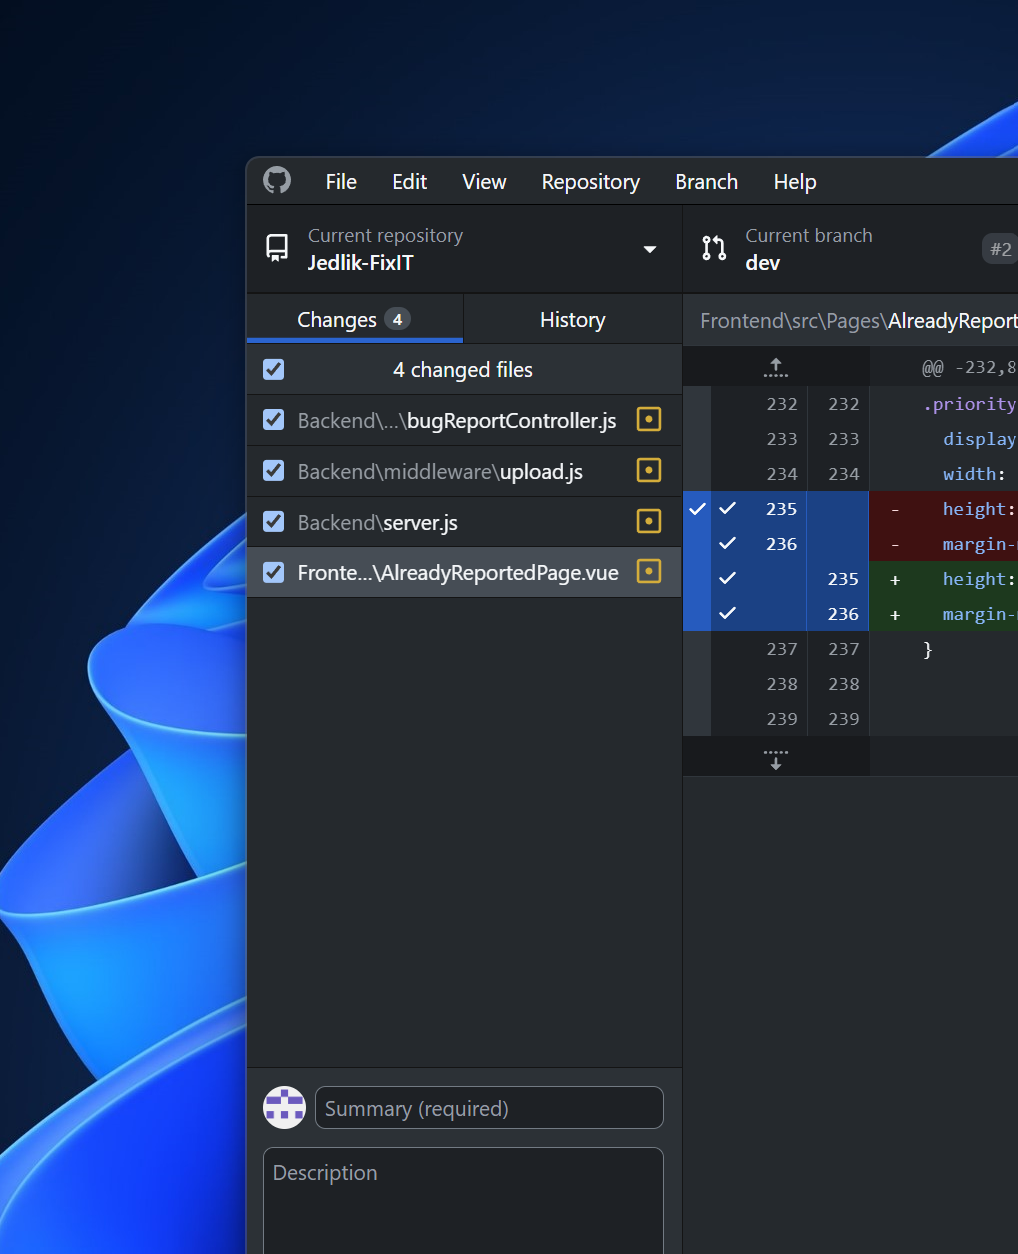 File Edit View Repository Branch Help
Current repository
Jedlik-FixIT
Current branch
dev
#2
Changes 4
History
4 changed files
Backend\...\bugReportController.js
Backend\middleware\upload.js
Backend\server.js
Fronte...\AlreadyReportedPage.vue
Summary (required)
Description
Frontend\src\Pages\AlreadyReport
@@ -232,8
232 232 .priority
233 233 display
234 234 width:
235 - height:
236 - margin-
235 + height:
236 + margin-
237 237 }
238 238
239 239